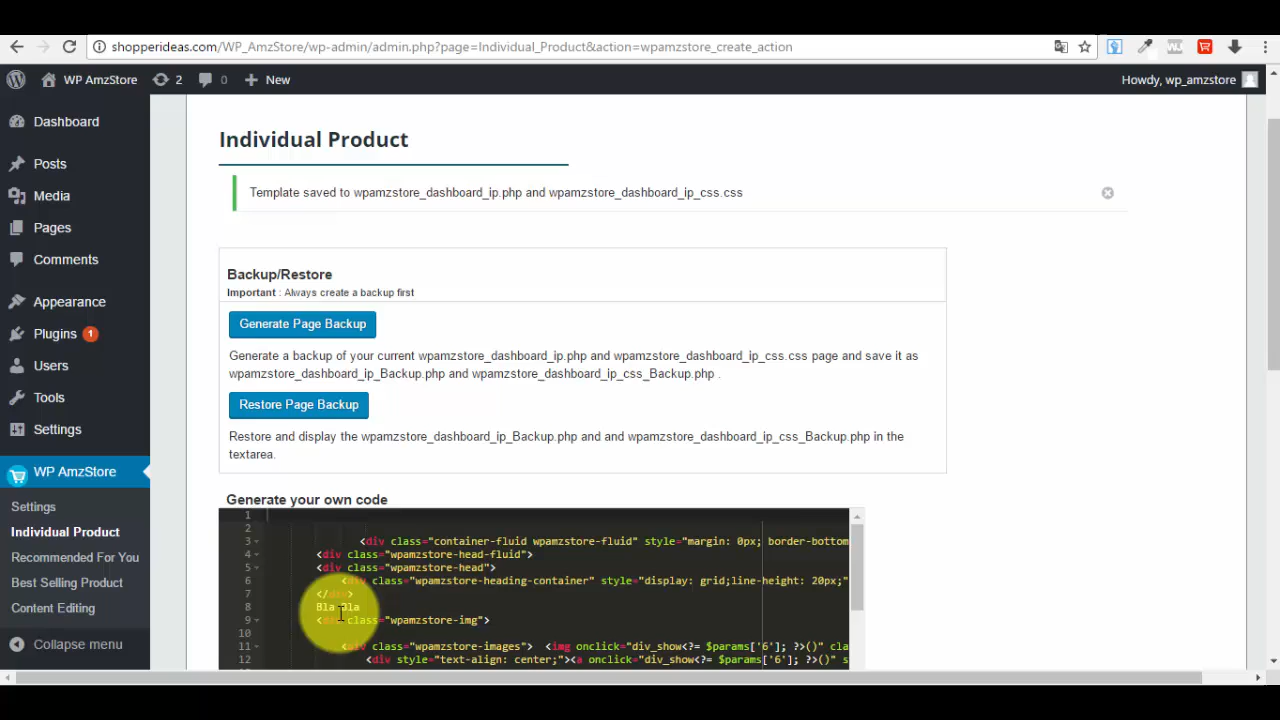 shopperideas.com/WP_AmzStore/wp-admin/admin.php?page=Individual_Product&action=wpamzstore_create_action
WP AmzStore 2 0 New Howdy, wp_amzstore
Dashboard
Posts
Media
Pages
Comments
Appearance
Plugins 1
Users
Tools
Settings
WP AmzStore
Settings
Individual Product
Recommended For You
Best Selling Product
Content Editing
Collapse menu
Individual Product
Template saved to wpamzstore_dashboard_ip.php and wpamzstore_dashboard_ip_css.css
Backup/Restore
Important : Always create a backup first
Generate Page Backup
Generate a backup of your current wpamzstore_dashboard_ip.php and wpamzstore_dashboard_ip_css.css page and save it as
wpamzstore_dashboard_ip_Backup.php and wpamzstore_dashboard_ip_css_Backup.php .
Restore Page Backup
Restore and display the wpamzstore_dashboard_ip_Backup.php and and wpamzstore_dashboard_ip_css_Backup.php in the
textarea.
Generate your own code
1
2
3 <div class="container-fluid wpamzstore-fluid" style="margin: 0px; border-bottom
4 <div class="wpamzstore-head-fluid">
5 <div class="wpamzstore-head">
6 <div class="wpamzstore-heading-container" style="display: grid;line-height: 20px;"
7 </div>
8 Bla Bla
9 <div class="wpamzstore-img">
10
11 <div class="wpamzstore-images"> <img onclick="div_show<?= $params['6']; ?>()" clas
12 <div style="text-align: center;"><a onclick="div_show<?= $params['6']; ?>()" s